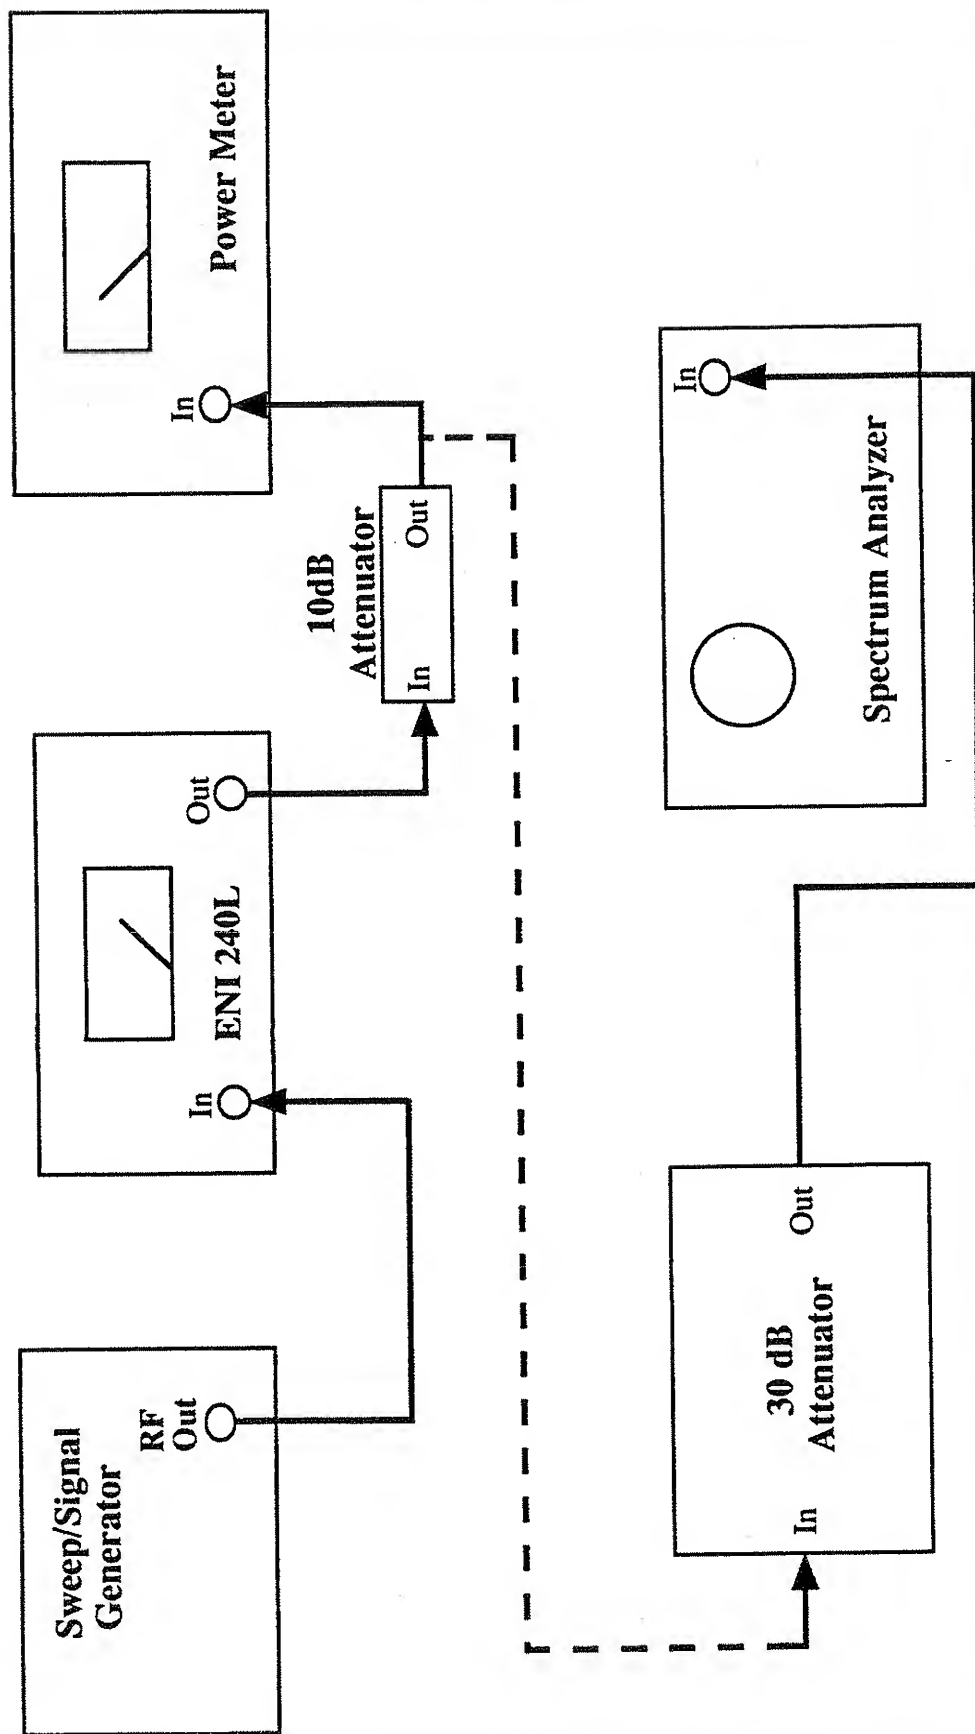 Sweep/Signal
Generator
RF
Out
In
ENI 240L
Out
10dB
Attenuator
In
Out
In
Power Meter
In
30 dB
Attenuator
Out
Spectrum Analyzer
In